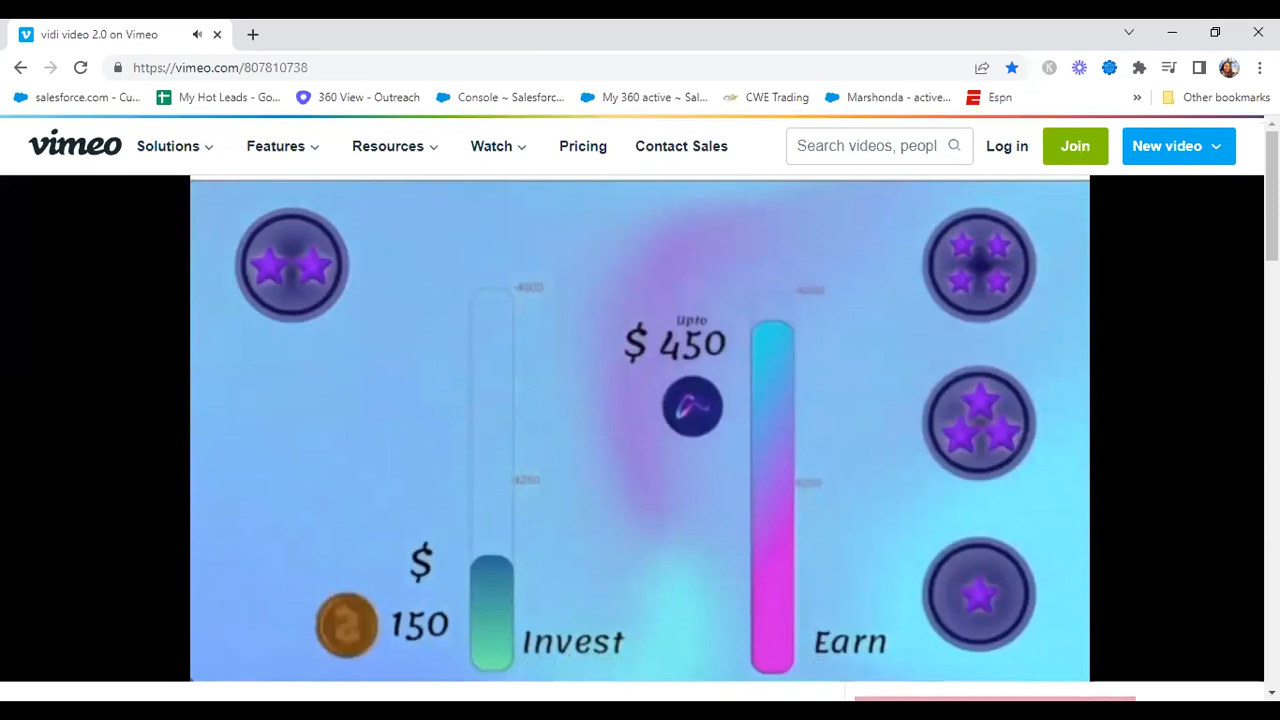 vidi video 2.0 on Vimeo
https://vimeo.com/807810738
salesforce.com - Cu... My Hot Leads - Go... 360 View - Outreach Console ~ Salesforc... My 360 active ~ Sal... CWE Trading Marshonda - active... Espn » Other bookmarks
vimeo Solutions Features Resources Watch Pricing Contact Sales Search videos, peopl Log in Join New video
Upto
$ 450
$
150
Invest
Earn